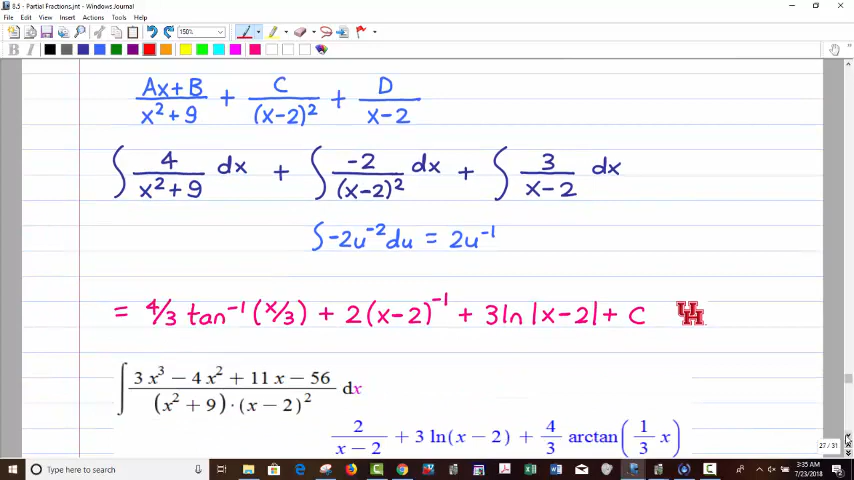 8.5 - Partial Fractions.jnt - Windows Journal
File Edit View Insert Actions Tools Help
150%
B I
Ax+B/x²+9 + C/(x-2)² + D/x-2
∫ 4/x²+9 dx + ∫ -2/(x-2)² dx + ∫ 3/x-2 dx
∫-2u⁻²du = 2u⁻¹
= 4/3 tan⁻¹(x/3) + 2(x-2)⁻¹ + 3ln|x-2| + C UH
∫ 3x³ − 4x² + 11x − 56/(x² + 9)·(x − 2)² dx
2/x − 2 + 3 ln(x − 2) + 4/3 arctan(1/3 x)
27 / 31
Type here to search
3:35 AM
7/23/2018